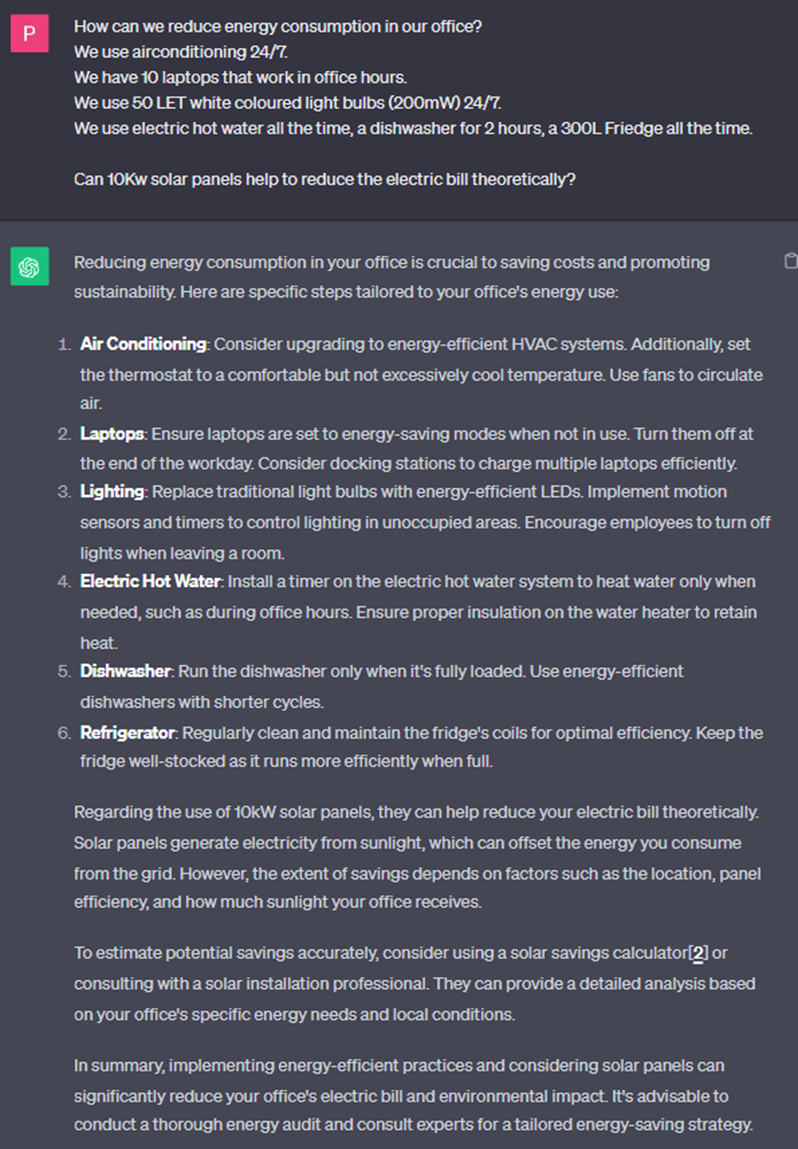 P
How can we reduce energy consumption in our office?
We use airconditioning 24/7.
We have 10 laptops that work in office hours.
We use 50 LET white coloured light bulbs (200mW) 24/7.
We use electric hot water all the time, a dishwasher for 2 hours, a 300L Friedge all the time.
Can 10Kw solar panels help to reduce the electric bill theoretically?
Reducing energy consumption in your office is crucial to saving costs and promoting
sustainability. Here are specific steps tailored to your office's energy use:
1. Air Conditioning: Consider upgrading to energy-efficient HVAC systems. Additionally, set
the thermostat to a comfortable but not excessively cool temperature. Use fans to circulate
air.
2. Laptops: Ensure laptops are set to energy-saving modes when not in use. Turn them off at
the end of the workday. Consider docking stations to charge multiple laptops efficiently.
3. Lighting: Replace traditional light bulbs with energy-efficient LEDs. Implement motion
sensors and timers to control lighting in unoccupied areas. Encourage employees to turn off
lights when leaving a room.
4. Electric Hot Water: Install a timer on the electric hot water system to heat water only when
needed, such as during office hours. Ensure proper insulation on the water heater to retain
heat.
5. Dishwasher: Run the dishwasher only when it's fully loaded. Use energy-efficient
dishwashers with shorter cycles.
6. Refrigerator: Regularly clean and maintain the fridge's coils for optimal efficiency. Keep the
fridge well-stocked as it runs more efficiently when full.
Regarding the use of 10kW solar panels, they can help reduce your electric bill theoretically.
Solar panels generate electricity from sunlight, which can offset the energy you consume
from the grid. However, the extent of savings depends on factors such as the location, panel
efficiency, and how much sunlight your office receives.
To estimate potential savings accurately, consider using a solar savings calculator[2] or
consulting with a solar installation professional. They can provide a detailed analysis based
on your office's specific energy needs and local conditions.
In summary, implementing energy-efficient practices and considering solar panels can
significantly reduce your office's electric bill and environmental impact. It's advisable to
conduct a thorough energy audit and consult experts for a tailored energy-saving strategy.